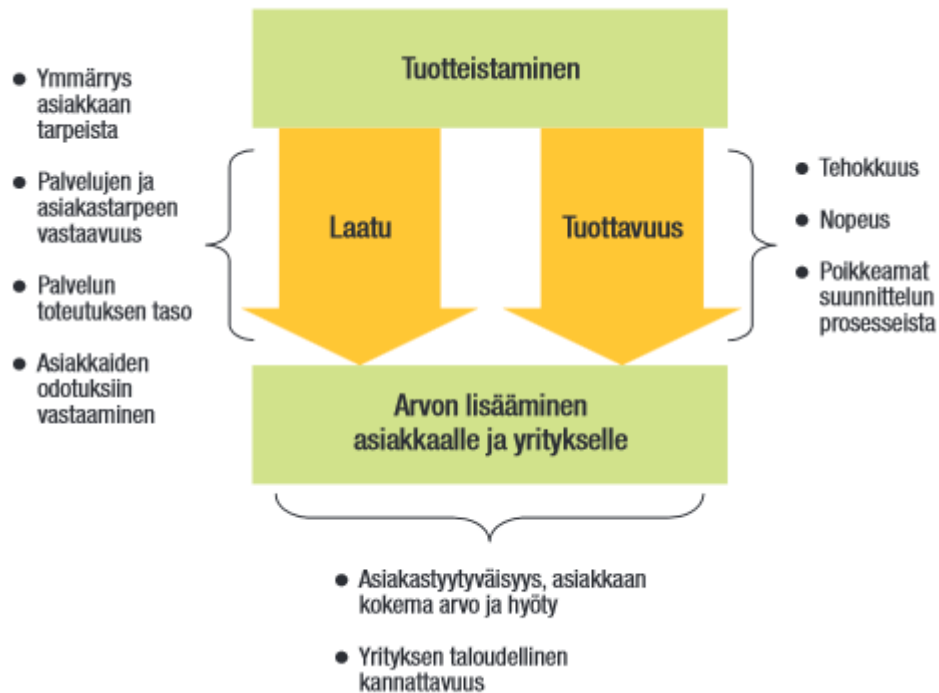 Tuotteistaminen
● Ymmärrys
asiakkaan
tarpeista
● Palvelujen ja
asiakastarpeen
vastaavuus
● Palvelun
toteutuksen taso
● Asiakkaiden
odotuksiin
vastaaminen
Laatu
Tuottavuus
● Tehokkuus
● Nopeus
● Poikkeamat
suunnittelun
prosesseista
Arvon lisääminen
asiakkaalle ja yritykselle
● Asiakastyytyväisyys, asiakkaan
kokema arvo ja hyöty
● Yrityksen taloudellinen
kannattavuus